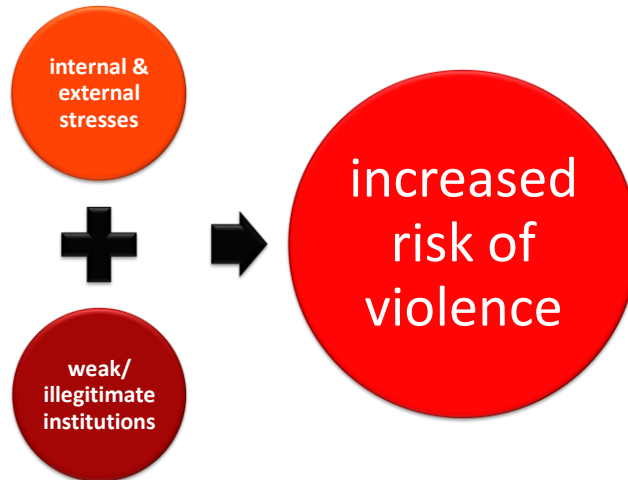 internal &
external
stresses
weak/
illegitimate
institutions
increased
risk of
violence